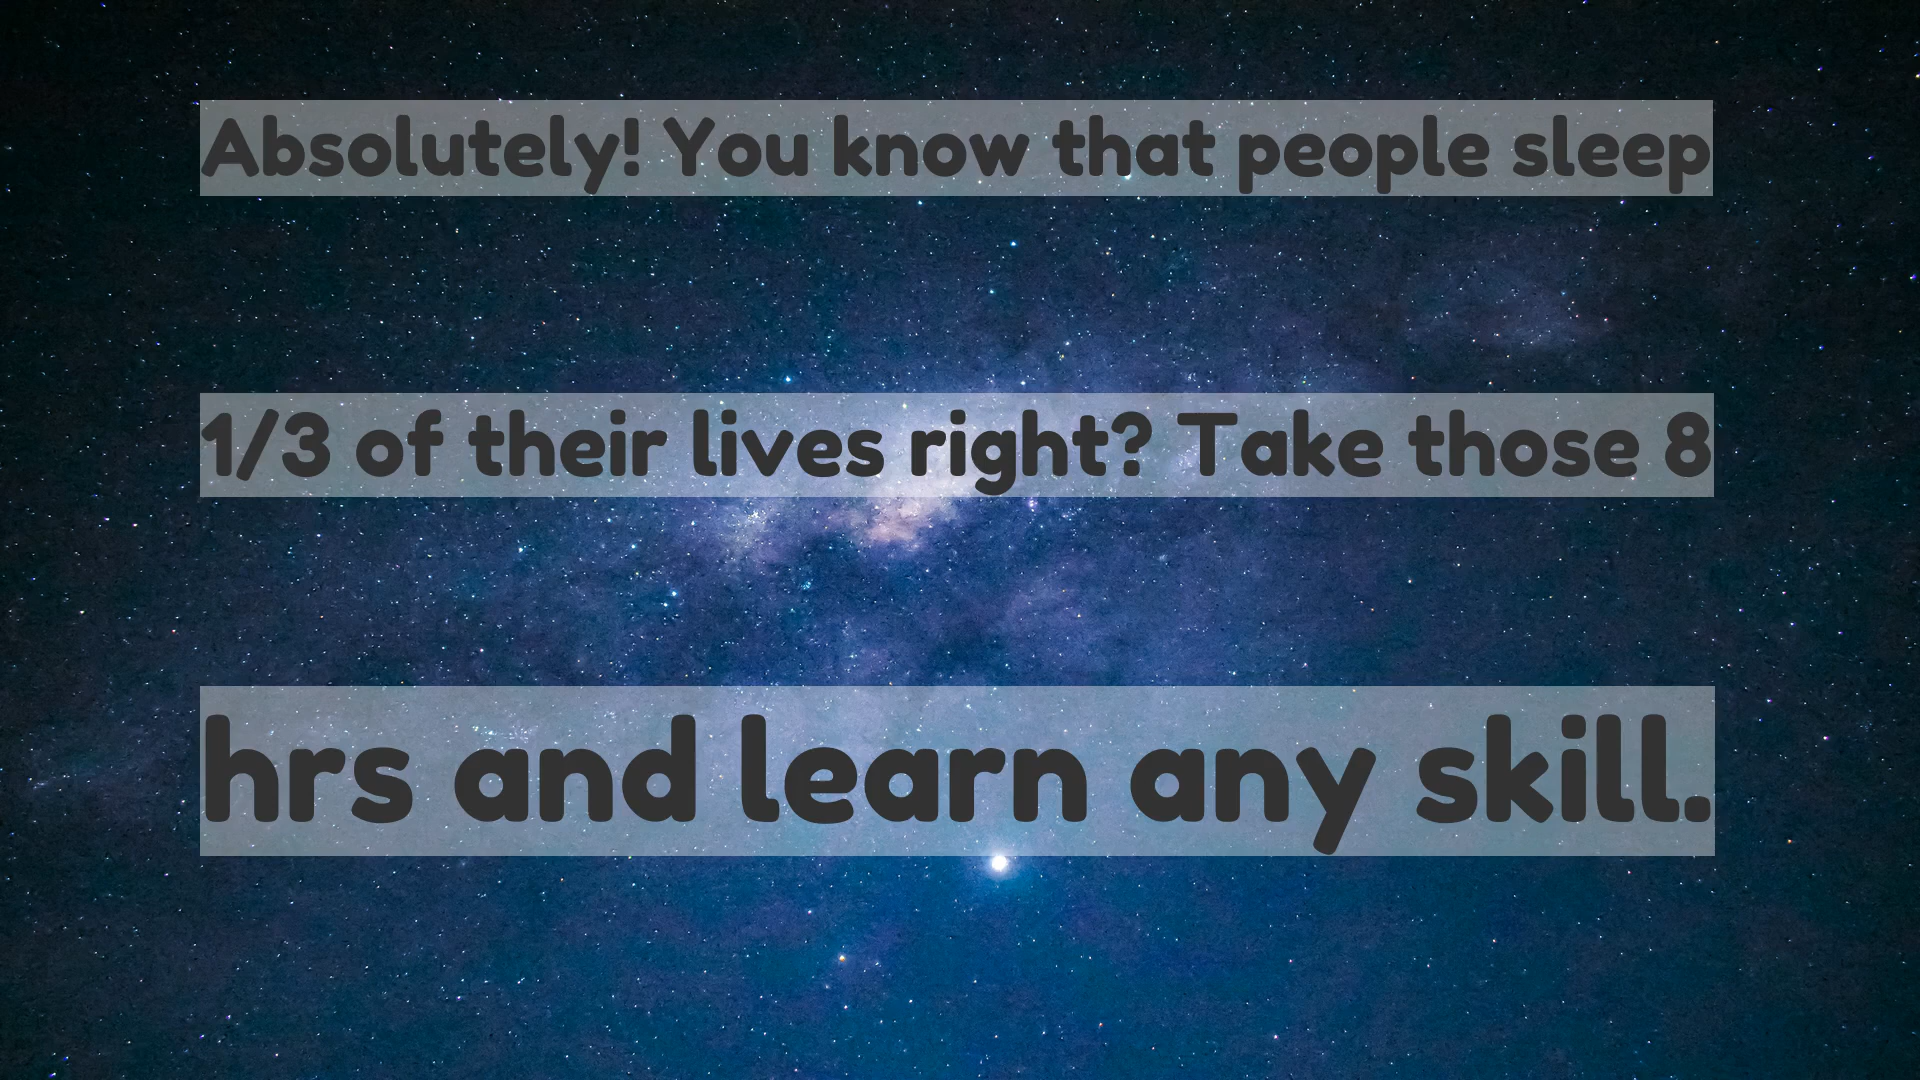 Absolutely! You know that people sleep
1/3 of their lives right? Take those 8
hrs and learn any skill.